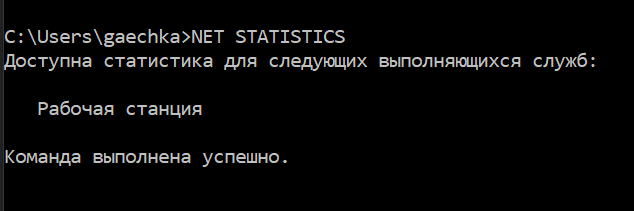 C:\Users\gaechka>NET STATISTICS
Доступна статистика для следующих выполняющихся служб:
Рабочая станция
Команда выполнена успешно.